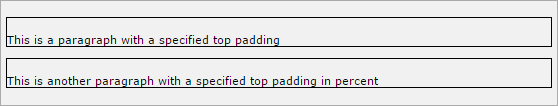 This is a paragraph with a specified top padding
This is another paragraph with a specified top padding in percent